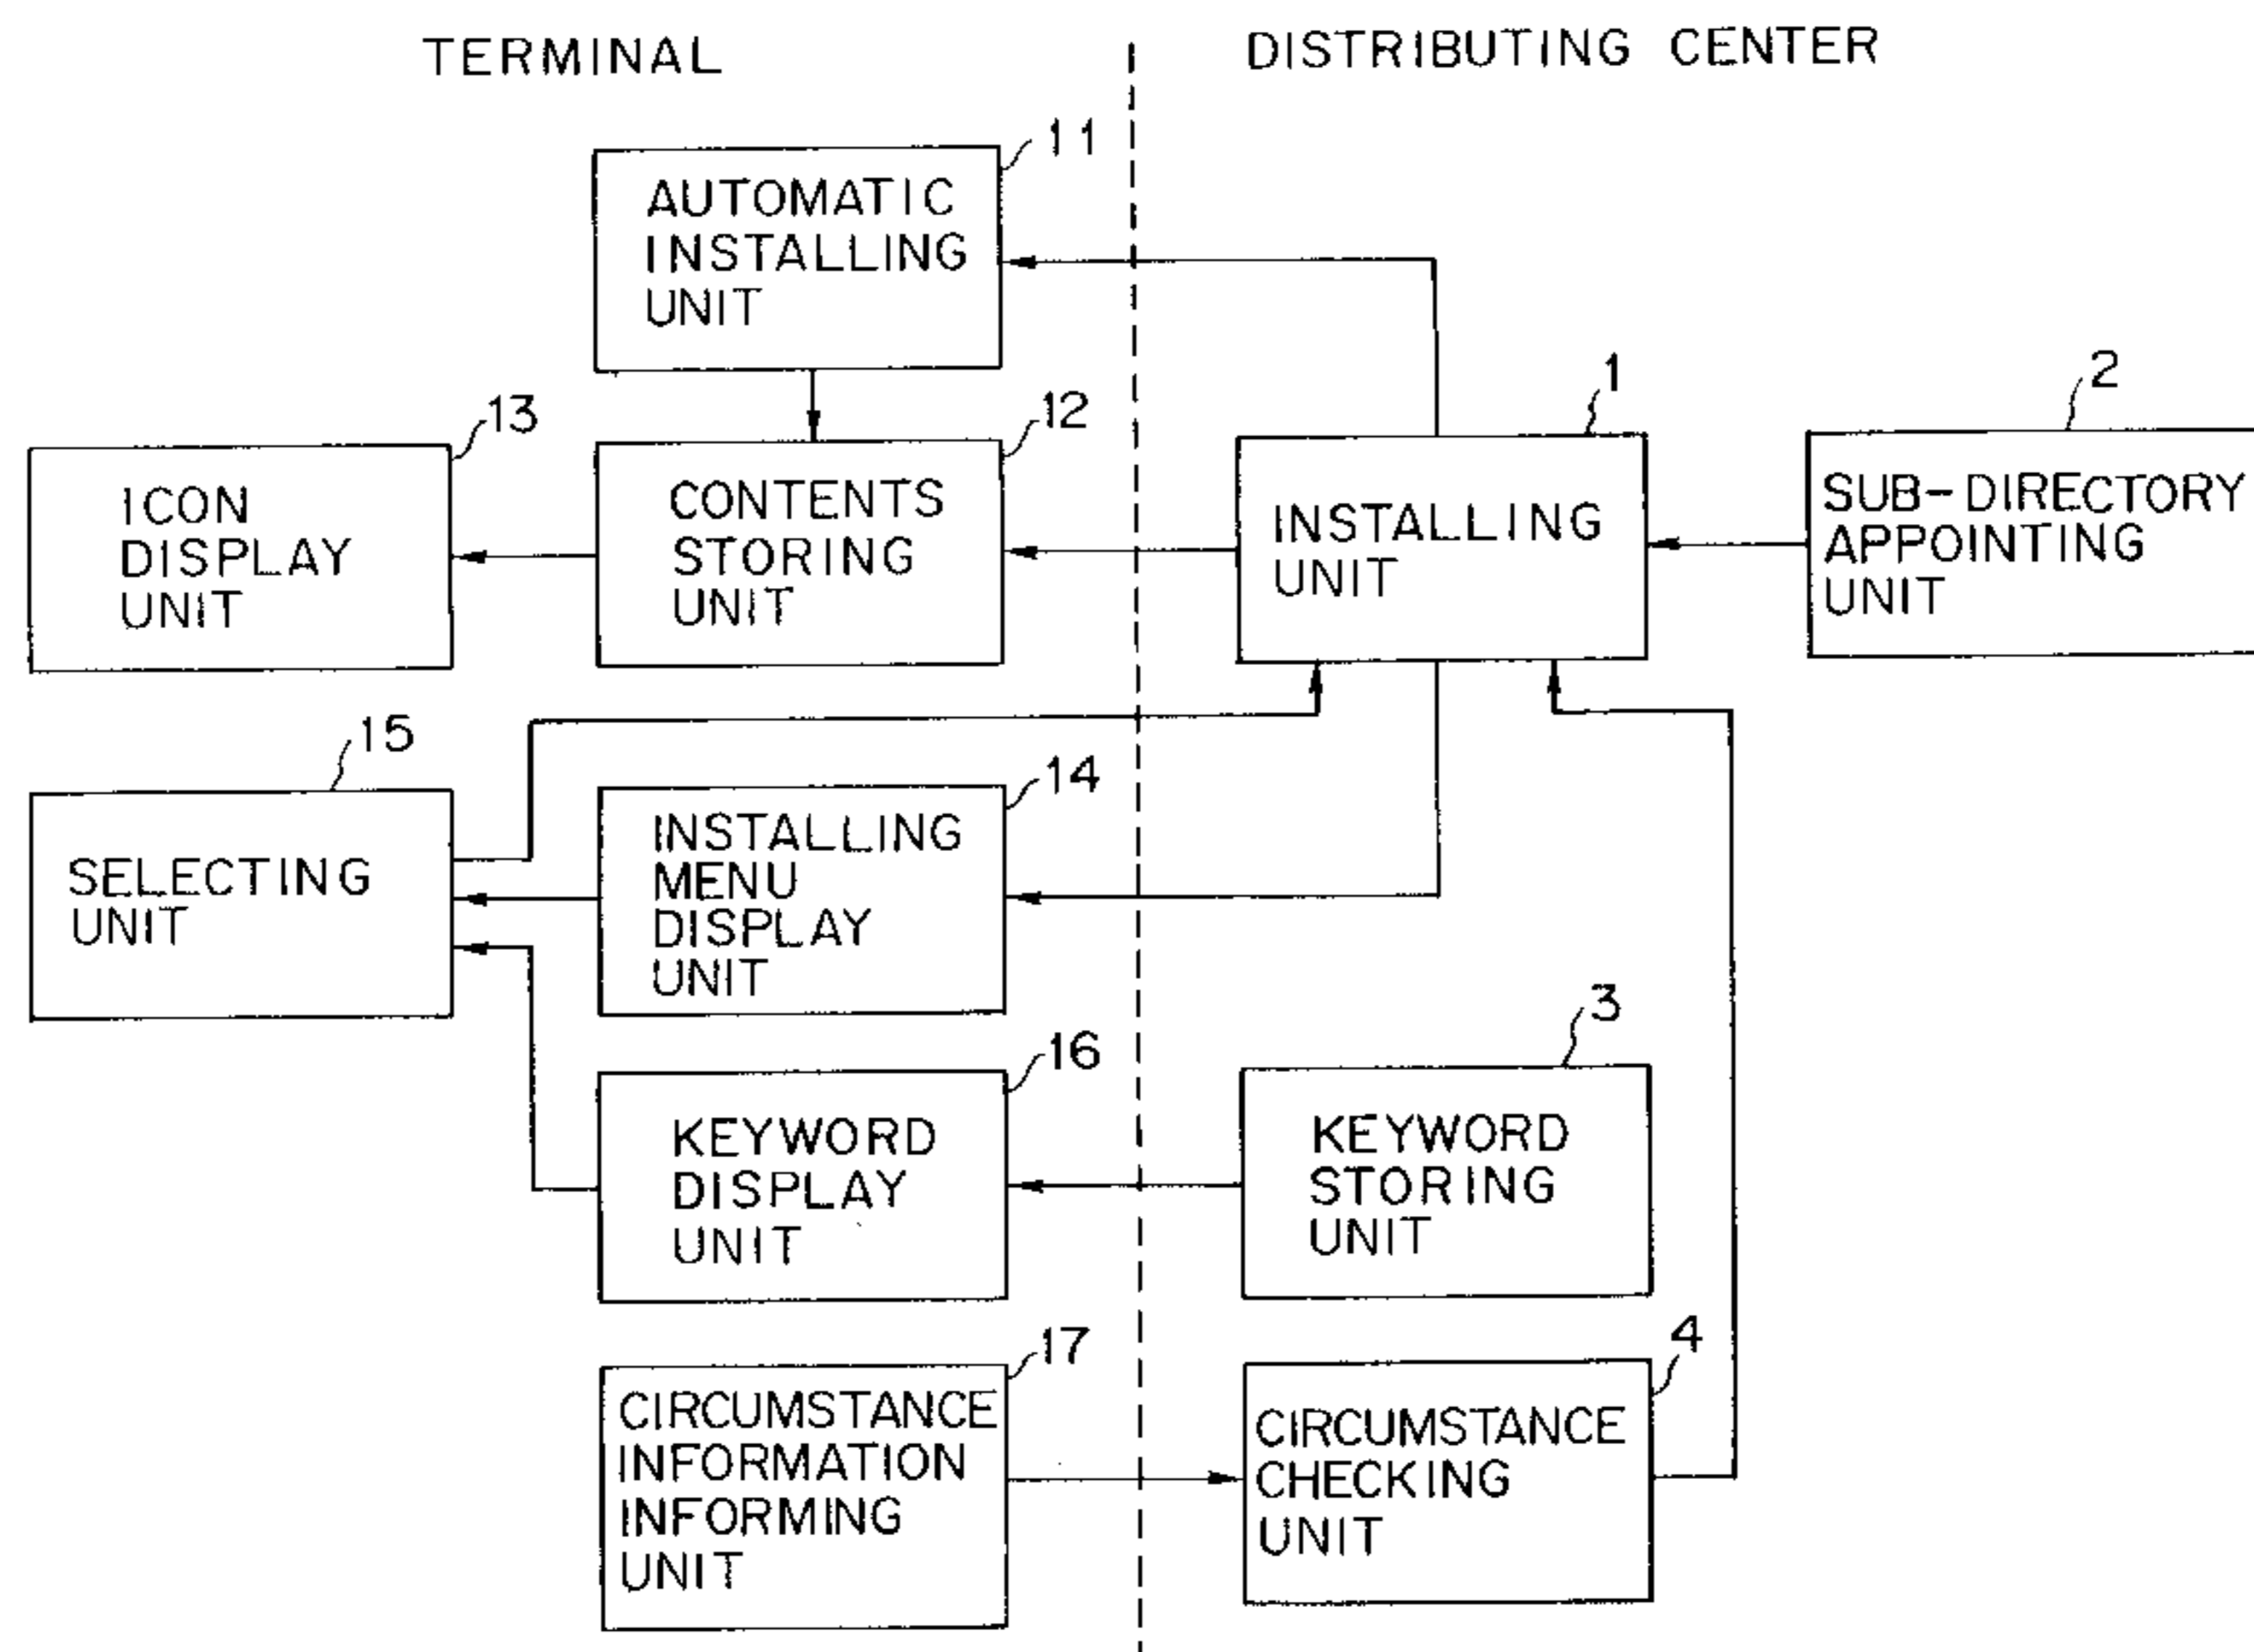 TERMINAL
DISTRIBUTING CENTER
11
AUTOMATIC
INSTALLING
UNIT
13
ICON
DISPLAY
UNIT
12
CONTENTS
STORING
UNIT
1
INSTALLING
UNIT
2
SUB-DIRECTORY
APPOINTING
UNIT
15
SELECTING
UNIT
14
INSTALLING
MENU
DISPLAY
UNIT
16
KEYWORD
DISPLAY
UNIT
3
KEYWORD
STORING
UNIT
17
CIRCUMSTANCE
INFORMATION
INFORMING
UNIT
4
CIRCUMSTANCE
CHECKING
UNIT